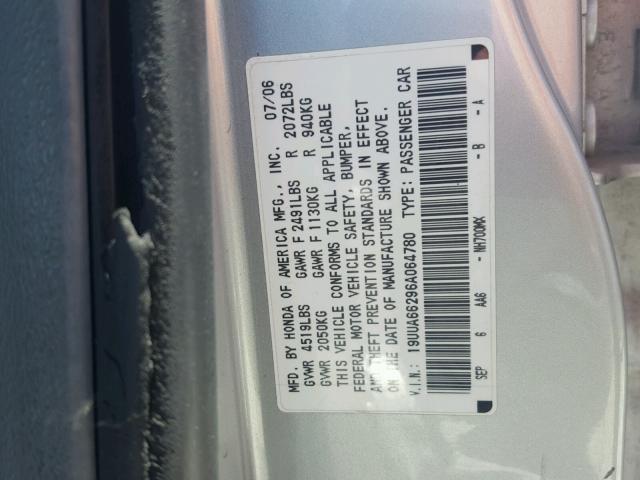 MFD. BY HONDA OF AMERICA MFG., INC. 07/06
GVWR 4519LBS GAWR F 2491LBS R 2072LBS
GVWR 2050KG GAWR F 1130KG R 940KG
THIS VEHICLE CONFORMS TO ALL APPLICABLE
FEDERAL MOTOR VEHICLE SAFETY, BUMPER,
AND THEFT PREVENTION STANDARDS IN EFFECT
ON THE DATE OF MANUFACTURE SHOWN ABOVE.
V.I.N.: 19UUA66296A064780 TYPE: PASSENGER CAR
SEP 6 AA6 - NH700MX - B - A